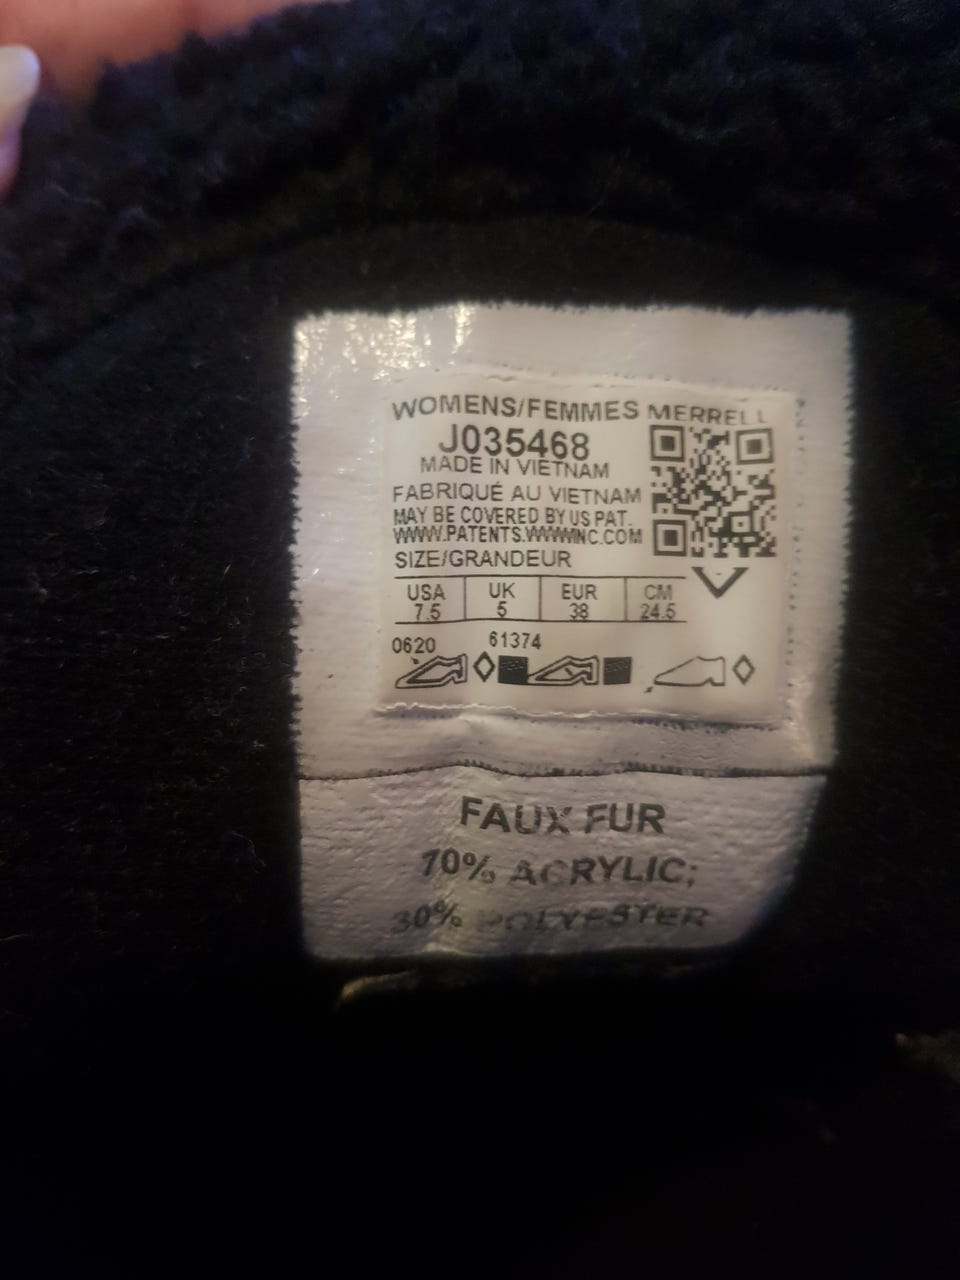 WOMENS/FEMMES MERRELL
J035468
MADE IN VIETNAM
FABRIQUÉ AU VIETNAM
MAY BE COVERED BY US PAT.
WWW.PATENTS.WWWINC.COM
SIZE/GRANDEUR
USA UK EUR CM
7.5 5 38 24.5
0620 61374
FAUX FUR
70% ACRYLIC;
30% POLYESTER